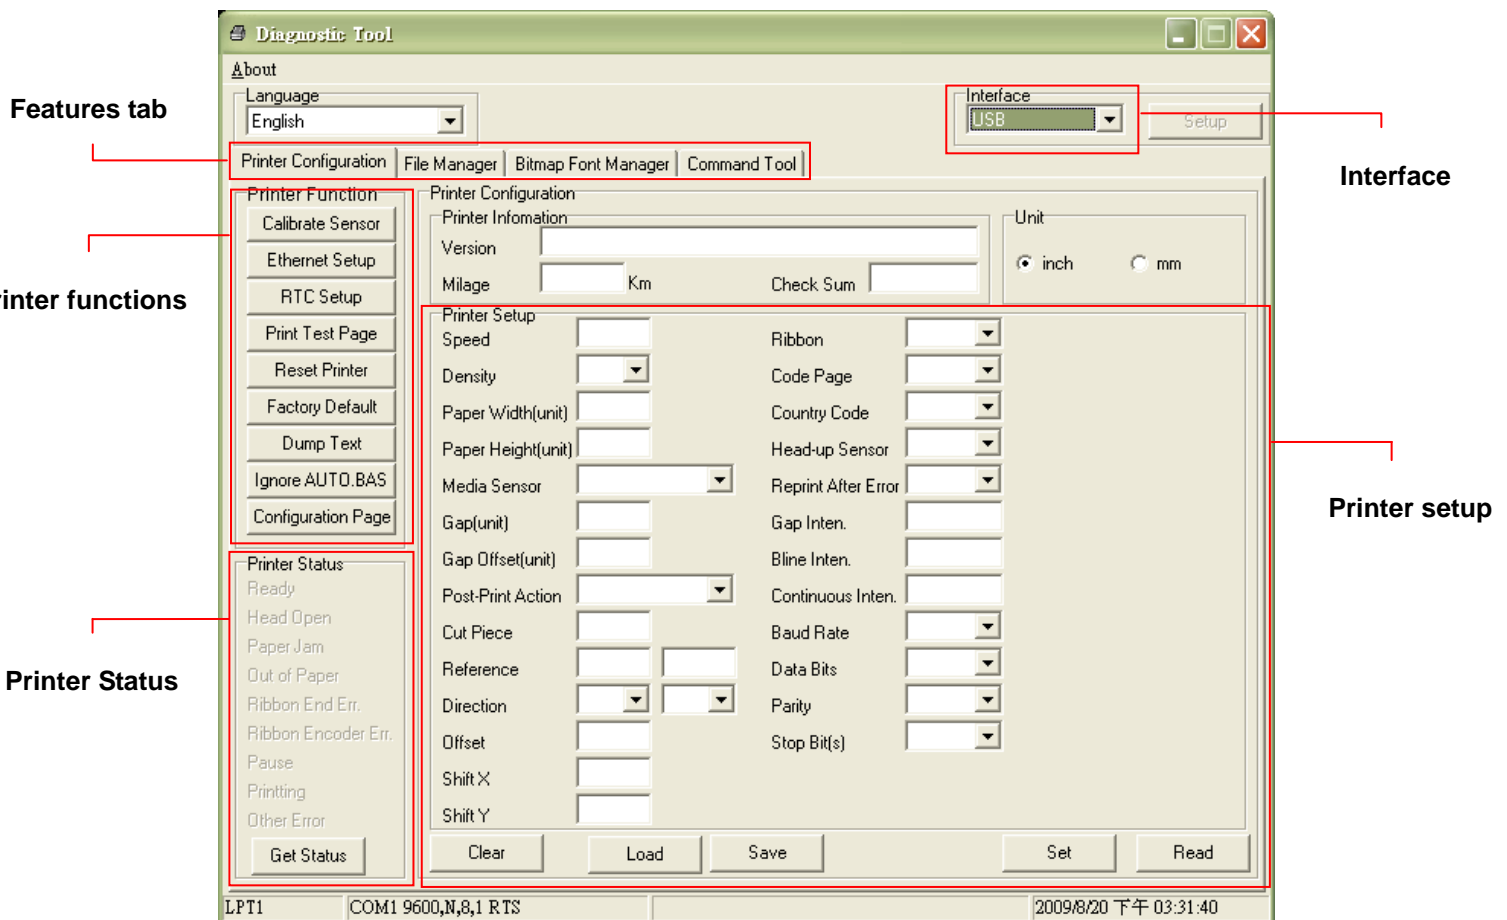 Diagnostic Tool
About
Language
English
Interface
USB
Setup
Features tab
Interface
Printer Configuration
File Manager
Bitmap Font Manager
Command Tool
Printer Function
Calibrate Sensor
Ethernet Setup
RTC Setup
Print Test Page
Reset Printer
Factory Default
Dump Text
Ignore AUTO.BAS
Configuration Page
rinter functions
Printer Configuration
Printer Infomation
Version
Milage
Km
Check Sum
Unit
inch
mm
Printer Setup
Speed
Density
Paper Width(unit)
Paper Height(unit)
Media Sensor
Gap(unit)
Gap Offset(unit)
Post-Print Action
Cut Piece
Reference
Direction
Offset
Shift X
Shift Y
Ribbon
Code Page
Country Code
Head-up Sensor
Reprint After Error
Gap Inten.
Bline Inten.
Continuous Inten.
Baud Rate
Data Bits
Parity
Stop Bit(s)
Printer setup
Printer Status
Printer Status
Ready
Head Open
Paper Jam
Out of Paper
Ribbon End Err.
Ribbon Encoder Err.
Pause
Printting
Other Error
Get Status
Clear
Load
Save
Set
Read
LPT1
COM1 9600,N,8,1 RTS
2009/8/20 下午 03:31:40